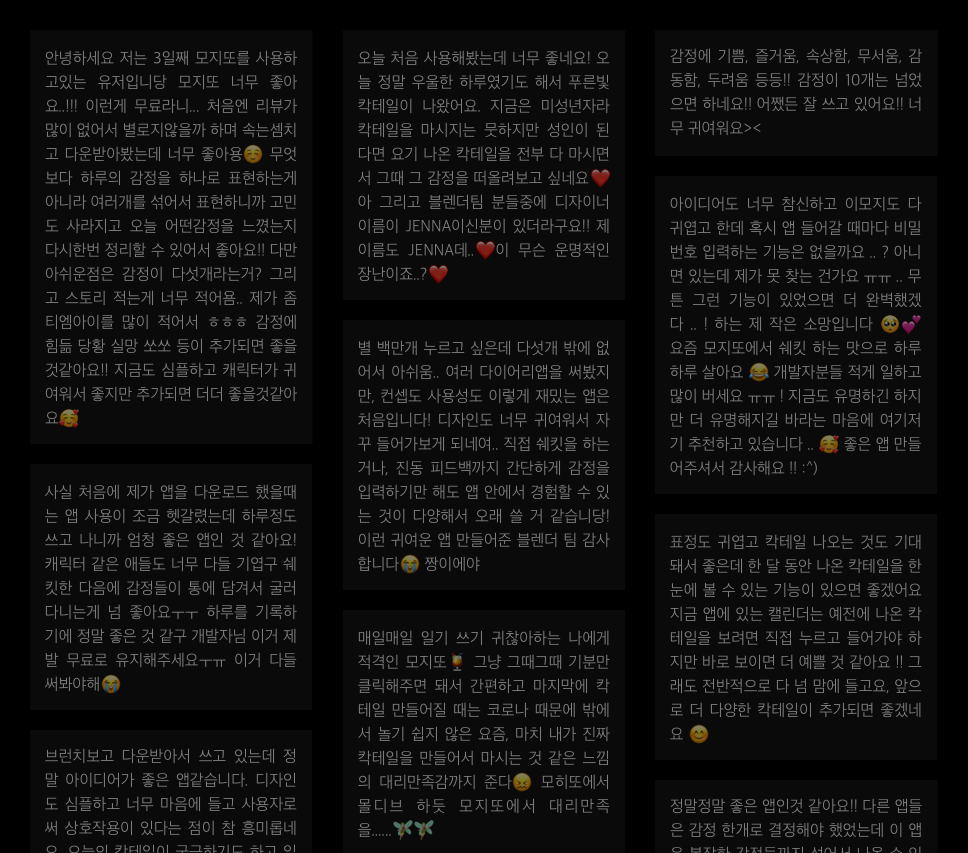 안녕하세요 저는 3일째 모지또를 사용하
고있는 유저입니당 모지또 너무 좋아
요..!!! 이런게 무료라니... 처음엔 리뷰가
많이 없어서 별로지않을까 하며 속는셈치
고 다운받아봤는데 너무 좋아용☺️ 무엇
보다 하루의 감정을 하나로 표현하는게
아니라 여러개를 섞어서 표현하니까 고민
도 사라지고 오늘 어떤감정을 느꼈는지
다시한번 정리할 수 있어서 좋아요!! 다만
아쉬운점은 감정이 다섯개라는거? 그리
고 스토리 적는게 너무 적어욤.. 제가 좀
티엠아이를 많이 적어서 ㅎㅎㅎ 감정에
힘듦 당황 실망 쏘쏘 등이 추가되면 좋을
것같아요!! 지금도 심플하고 캐릭터가 귀
여워서 좋지만 추가되면 더더 좋을것같아
요🥰
사실 처음에 제가 앱을 다운로드 했을때
는 앱 사용이 조금 헷갈렸는데 하루정도
쓰고 나니까 엄청 좋은 앱인 것 같아요!
캐릭터 같은 애들도 너무 다들 기엽구 쉐
킷한 다음에 감정들이 통에 담겨서 굴러
다니는게 넘 좋아요ㅜㅜ 하루를 기록하
기에 정말 좋은 것 같구 개발자님 이거 제
발 무료로 유지해주세요ㅜㅠ 이거 다들
써봐야해😭
브런치보고 다운받아서 쓰고 있는데 정
말 아이디어가 좋은 앱같습니다. 디자인
도 심플하고 너무 마음에 들고 사용자로
써 상호작용이 있다는 점이 참 흥미롭네
요. 오늘의 칵테일이 궁금하기도 하고 일
오늘 처음 사용해봤는데 너무 좋네요! 오
늘 정말 우울한 하루였기도 해서 푸른빛
칵테일이 나왔어요. 지금은 미성년자라
칵테일을 마시지는 뭇하지만 성인이 된
다면 요기 나온 칵테일을 전부 다 마시면
서 그때 그 감정을 떠올려보고 싶네요❤️
아 그리고 블렌더팀 분들중에 디자이너
이름이 JENNA이신분이 있더라구요!! 제
이름도 JENNA데..❤️이 무슨 운명적인
장난이죠..?❤️
별 백만개 누르고 싶은데 다섯개 밖에 없
어서 아쉬움.. 여러 다이어리앱을 써봤지
만, 컨셉도 사용성도 이렇게 재밌는 앱은
처음입니다! 디자인도 너무 귀여워서 자
꾸 들어가보게 되네여.. 직접 쉐킷을 하는
거나, 진동 피드백까지 간단하게 감정을
입력하기만 해도 앱 안에서 경험할 수 있
는 것이 다양해서 오래 쓸 거 같습니당!
이런 귀여운 앱 만들어준 블렌더 팀 감사
합니다😭 짱이에야
매일매일 일기 쓰기 귀찮아하는 나에게
적격인 모지또🍹 그냥 그때그때 기분만
클릭해주면 돼서 간편하고 마지막에 칵
테일 만들어질 때는 코로나 때문에 밖에
서 놀기 쉽지 않은 요즘, 마치 내가 진짜
칵테일을 만들어서 마시는 것 같은 느낌
의 대리만족감까지 준다😖 모히또에서
몰디브 하듯 모지또에서 대리만족
을......💸💸
감정에 기쁨, 즐거움, 속상함, 무서움, 감
동함, 두려움 등등!! 감정이 10개는 넘었
으면 하네요!! 어쨌든 잘 쓰고 있어요!! 너
무 귀여워요><
아이디어도 너무 참신하고 이모지도 다
귀엽고 한데 혹시 앱 들어갈 때마다 비밀
번호 입력하는 기능은 없을까요 .. ? 아니
면 있는데 제가 못 찾는 건가요 ㅠㅠ .. 무
튼 그런 기능이 있었으면 더 완벽했겠
다 .. ! 하는 제 작은 소망입니다 🥺💕
요즘 모지또에서 쉐킷 하는 맛으로 하루
하루 살아요 😂 개발자분들 적게 일하고
많이 버세요 ㅠㅠ ! 지금도 유명하긴 하지
만 더 유명해지길 바라는 마음에 여기저
기 추천하고 있습니다 .. 🥰 좋은 앱 만들
어주셔서 감사해요 !! :^)
표정도 귀엽고 칵테일 나오는 것도 기대
돼서 좋은데 한 달 동안 나온 칵테일을 한
눈에 볼 수 있는 기능이 있으면 좋겠어요
지금 앱에 있는 캘린더는 예전에 나온 칵
테일을 보려면 직접 누르고 들어가야 하
지만 바로 보이면 더 예쁠 것 같아요 !! 그
래도 전반적으로 다 넘 맘에 들고요, 앞으
로 더 다양한 칵테일이 추가되면 좋겠네
요 😊
정말정말 좋은 앱인것 같아요!! 다른 앱들
은 감정 한개로 결정해야 했었는데 이 앱